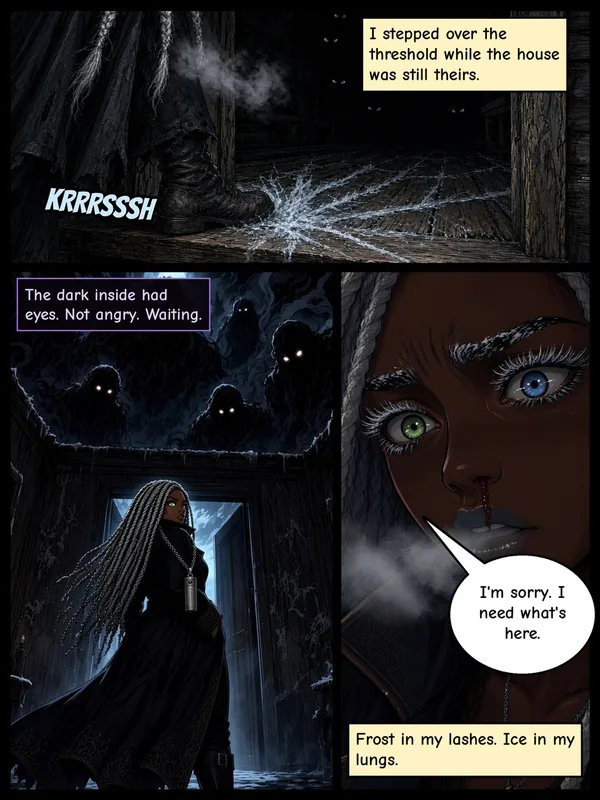 I stepped over the
threshold while the house
was still theirs.
KRRRSSSH
The dark inside had
eyes. Not angry. Waiting.
I'm sorry. I
need what's
here.
Frost in my lashes. Ice in my
lungs.